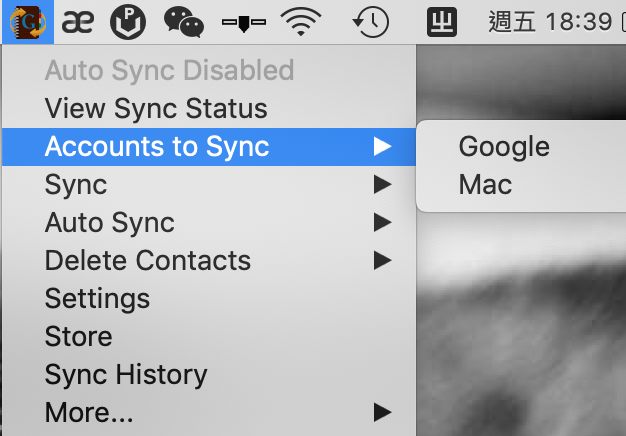 G æ P 㞢 週五 18:39
Auto Sync Disabled
View Sync Status
Accounts to Sync
Google
Sync
Mac
Auto Sync
Delete Contacts
Settings
Store
Sync History
More...